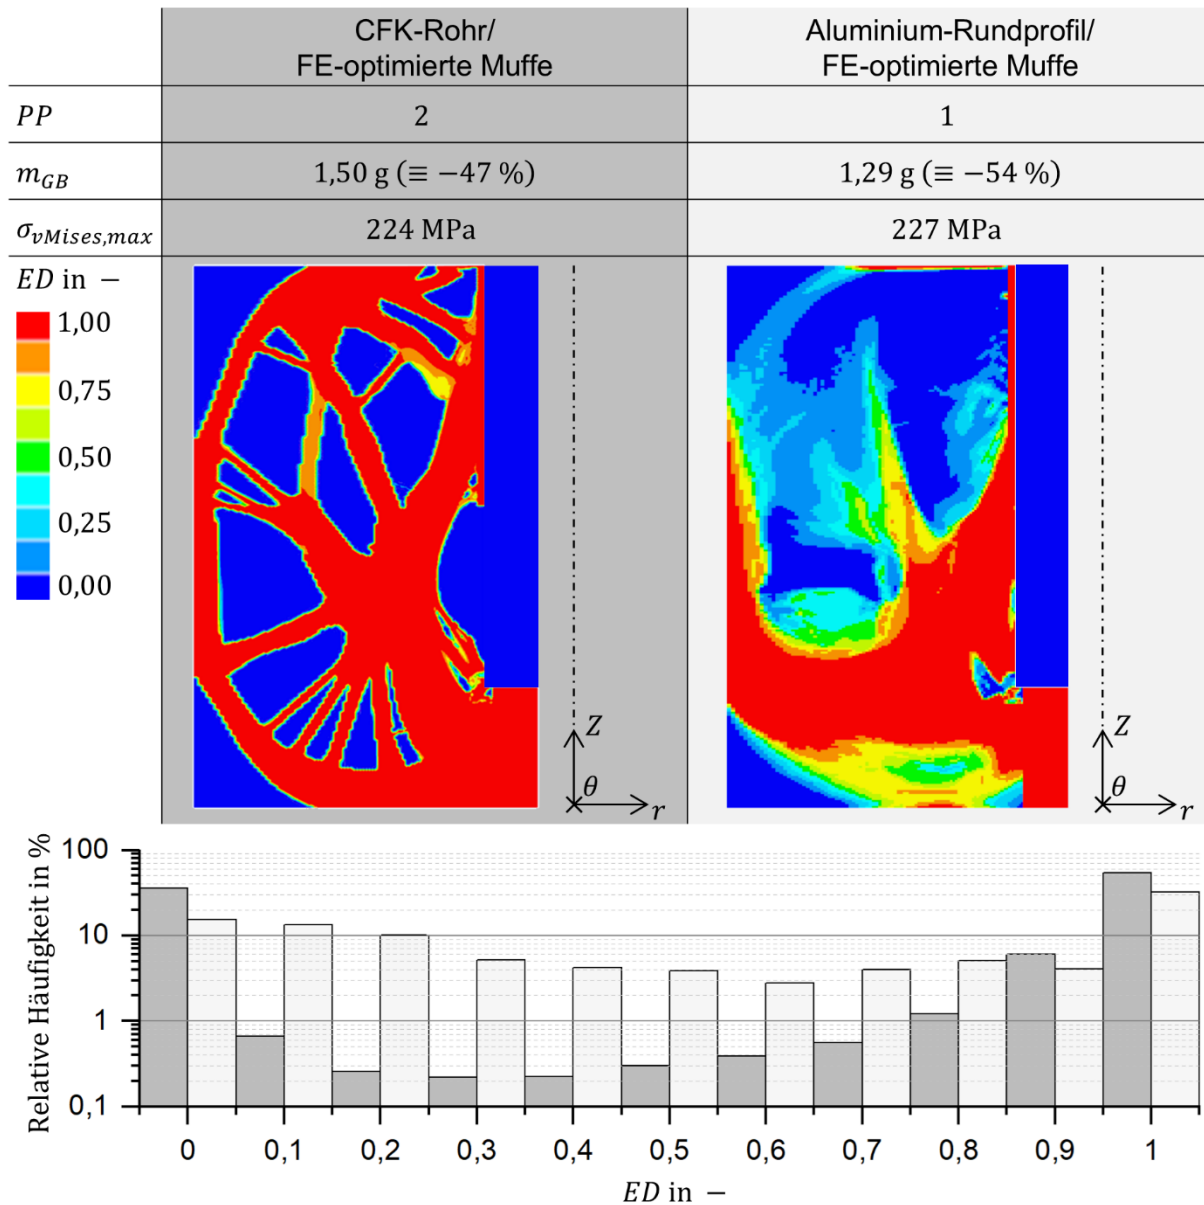 CFK-Rohr/
FE-optimierte Muffe
Aluminium-Rundprofil/
FE-optimierte Muffe
PP
2
1
m_GB
1,50 g (≡ −47 %)
1,29 g (≡ −54 %)
σ_vMises,max
224 MPa
227 MPa
ED in −
1,00
0,75
0,50
0,25
0,00
Z
θ
r
Z
θ
r
Relative Häufigkeit in %
100
10
1
0,1
0
0,1
0,2
0,3
0,4
0,5
0,6
0,7
0,8
0,9
1
ED in −